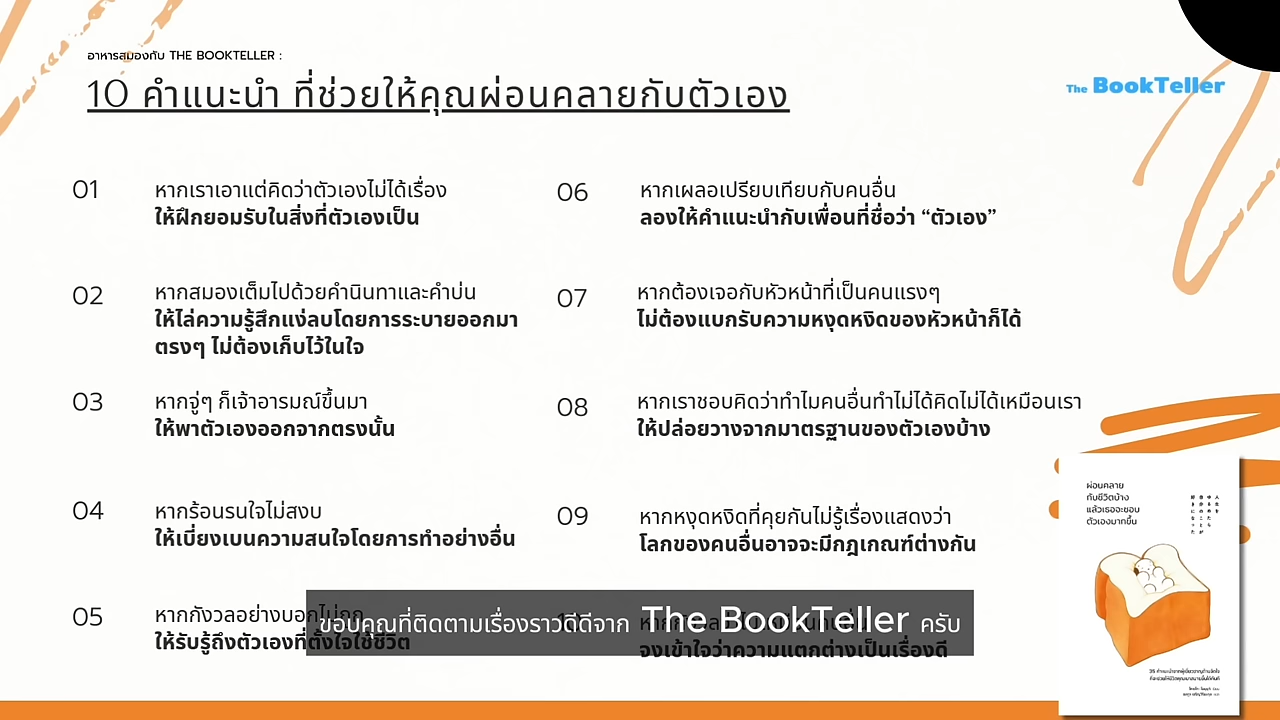 อาหารสมองกับ THE BOOKTELLER :
10 คำแนะนำ ที่ช่วยให้คุณผ่อนคลายกับตัวเอง
The BookTeller
01
หากเราเอาแต่คิดว่าตัวเองไม่ได้เรื่อง
ให้ฝึกยอมรับในสิ่งที่ตัวเองเป็น
02
หากสมองเต็มไปด้วยคำนินทาและคำบ่น
ให้ไล่ความรู้สึกแง่ลบโดยการระบายออกมา
ตรงๆ ไม่ต้องเก็บไว้ในใจ
03
หากจู่ๆ ก็เจ้าอารมณ์ขึ้นมา
ให้พาตัวเองออกจากตรงนั้น
04
หากร้อนรนใจไม่สงบ
ให้เบี่ยงเบนความสนใจโดยการทำอย่างอื่น
05
หากกังวลอย่างบอกไม่ถูก
ให้รับรู้ถึงตัวเองที่ตั้งใจใช้ชีวิต
06
หากเผลอเปรียบเทียบกับคนอื่น
ลองให้คำแนะนำกับเพื่อนที่ชื่อว่า “ตัวเอง”
07
หากต้องเจอกับหัวหน้าที่เป็นคนแรงๆ
ไม่ต้องแบกรับความหงุดหงิดของหัวหน้าก็ได้
08
หากเราชอบคิดว่าทำไมคนอื่นทำไม่ได้คิดไม่ได้เหมือนเรา
ให้ปล่อยวางจากมาตรฐานของตัวเองบ้าง
09
หากหงุดหงิดที่คุยกันไม่รู้เรื่องแสดงว่า
โลกของคนอื่นอาจจะมีกฎเกณฑ์ต่างกัน
จงเข้าใจว่าความแตกต่างเป็นเรื่องดี
ขอบคุณที่ติดตามเรื่องราวดีดีจาก The BookTeller ครับ
ผ่อนคลาย
กับชีวิตบ้าง
แล้วเธอจะชอบ
ตัวเองมากขึ้น